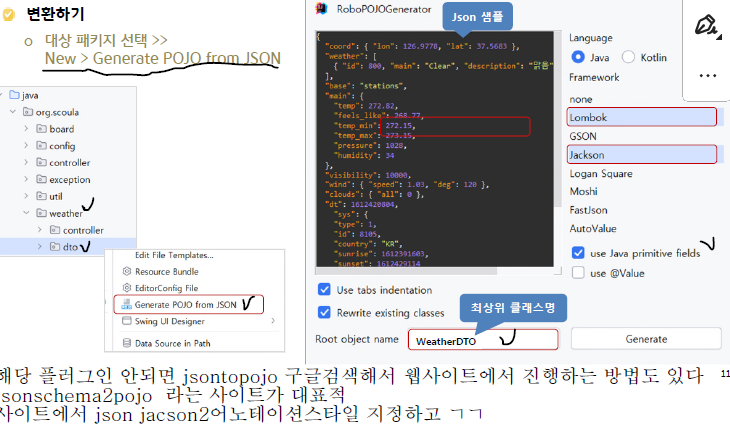 변환하기
o 대상 패키지 선택 >>
New > Generate POJO from JSON
java
org.scoula
board
config
controller
exception
util
weather
controller
dto
Edit File Templates...
Resource Bundle
EditorConfig File
Generate POJO from JSON
Swing UI Designer
Data Source in Path
RoboPOJOGenerator
Json 샘플
{
"coord": { "lon": 126.9778, "lat": 37.5683 },
"weather": [
{ "id": 800, "main": "Clear", "description": "맑음"
],
"base": "stations",
"main": {
"temp": 272.82,
"feels_like": 268.77,
"temp_min": 272.15,
"temp_max": 273.15,
"pressure": 1028,
"humidity": 34
},
"visibility": 10000,
"wind": { "speed": 1.03, "deg": 120 },
"clouds": { "all": 0 },
"dt": 1612420804,
"sys": {
"type": 1,
"id": 8105,
"country": "KR",
"sunrise": 1612391603,
"sunset": 1612429114
Language
Java
Kotlin
Framework
none
Lombok
GSON
Jackson
Logan Square
Moshi
FastJson
AutoValue
use Java primitive fields
use @Value
Use tabs indentation
Rewrite existing classes
최상위 클래스명
Root object name
WeatherDTO
Generate
11
해당 플러그인 안되면 jsontopojo 구글검색해서 웹사이트에서 진행하는 방법도 있다
sonschema2pojo 라는 사이트가 대표적
사이트에서 json jacson2어노테이션스타일 지정하고 ㄱㄱ